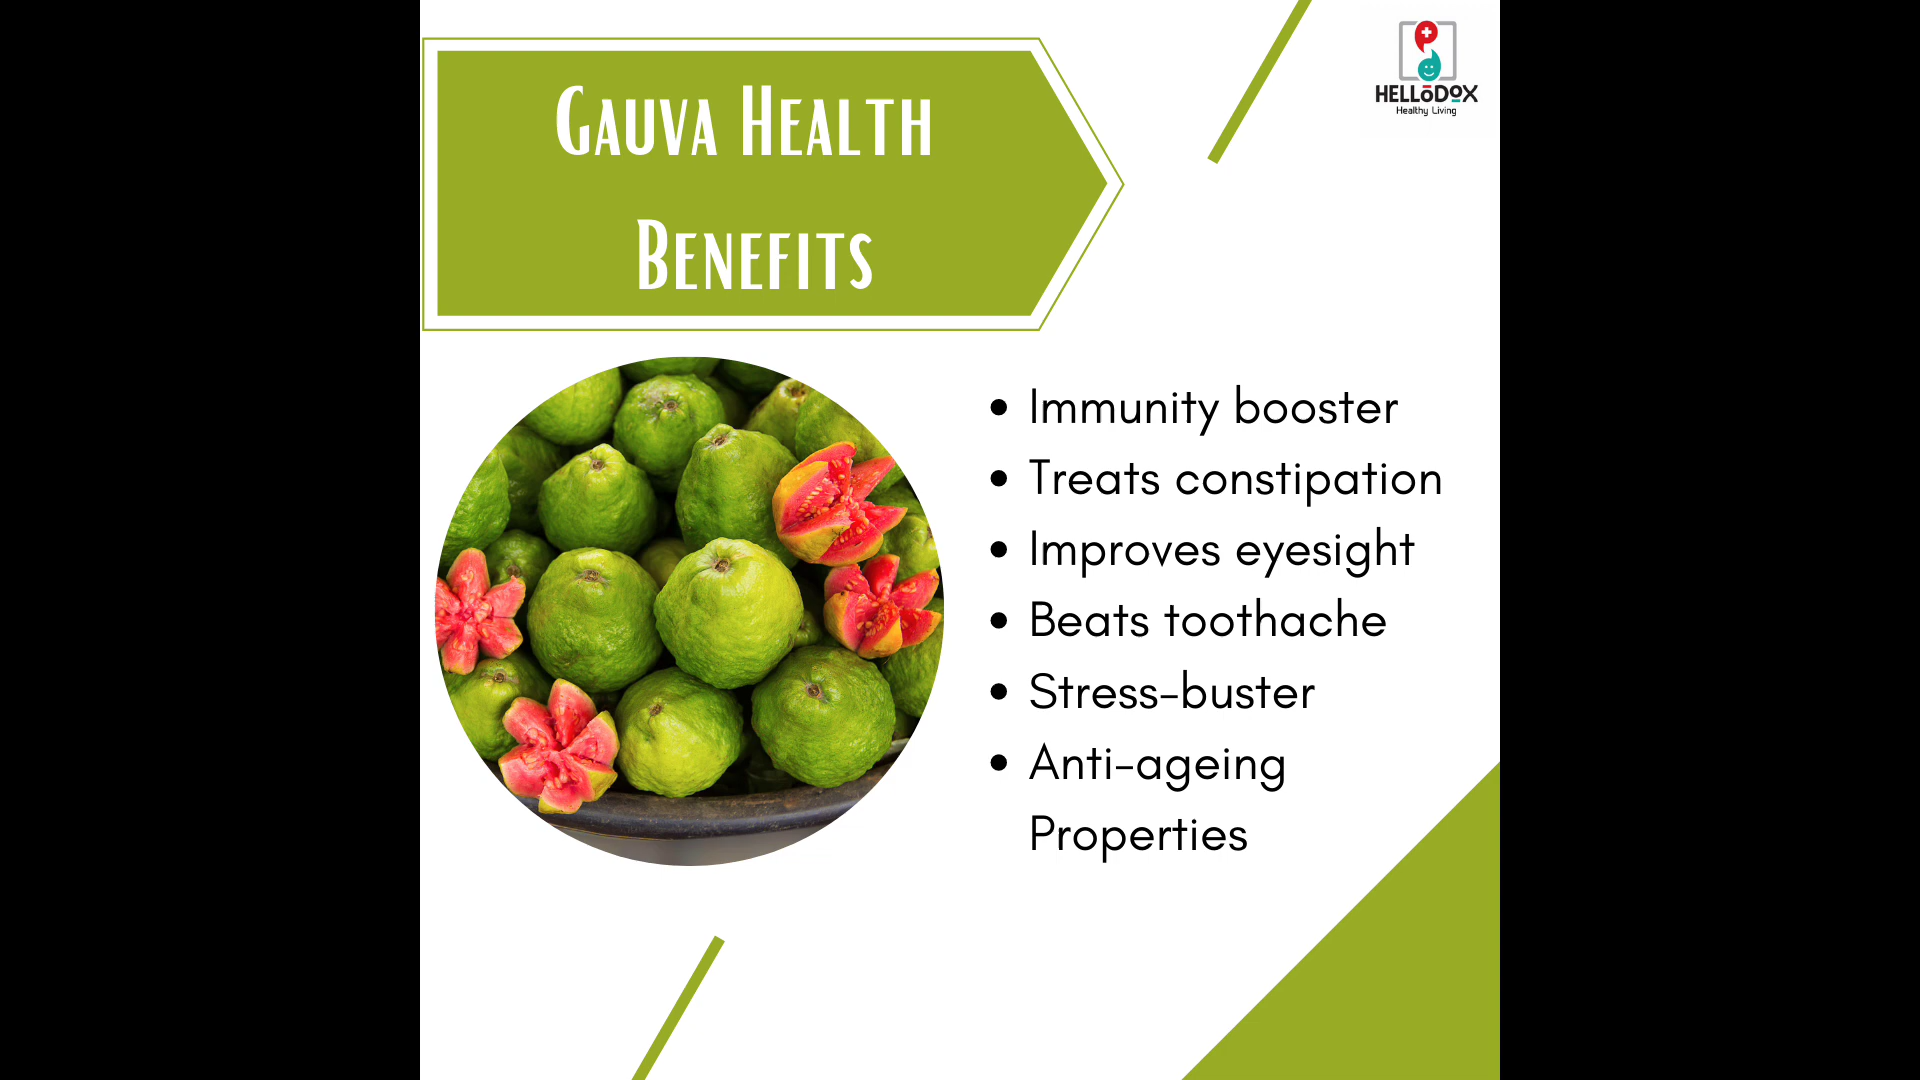 Gauva Health
Benefits
HELLODOX
Healthy Living
• Immunity booster
• Treats constipation
• Improves eyesight
• Beats toothache
• Stress-buster
• Anti-ageing
Properties